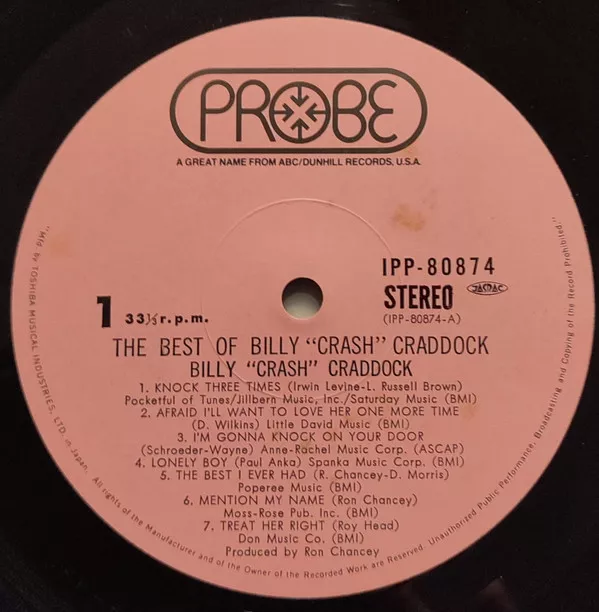 PROBE
A GREAT NAME FROM ABC/DUNHILL RECORDS, U.S.A.
IPP-80874
1 33⅓ r.p.m.
STEREO JASRAC
(IPP-80874-A)
THE BEST OF BILLY “CRASH” CRADDOCK
BILLY “CRASH” CRADDOCK
1. KNOCK THREE TIMES (Irwin Levine-L. Russell Brown)
Pocketful of Tunes/Jillbern Music, Inc./Saturday Music (BMI)
2. AFRAID I'LL WANT TO LOVE HER ONE MORE TIME
(D. Wilkins) Little David Music (BMI)
3. I'M GONNA KNOCK ON YOUR DOOR
(Schroeder-Wayne) Anne-Rachel Music Corp. (ASCAP)
4. LONELY BOY (Paul Anka) Spanka Music Corp. (BMI)
5. THE BEST I EVER HAD (R. Chancey-D. Morris)
Poperee Music (BMI)
6. MENTION MY NAME (Ron Chancey)
Moss-Rose Pub. Inc. (BMI)
7. TREAT HER RIGHT (Roy Head)
Don Music Co. (BMI)
Produced by Ron Chancey
"Mfd. by TOSHIBA MUSICAL INDUSTRIES, LTD. in Japan. All rights of the Manufacturer and of the Owner of the Recorded Work are Reserved. Unauthorized Public Performance, Broadcasting and Copying of the Record Prohibited."